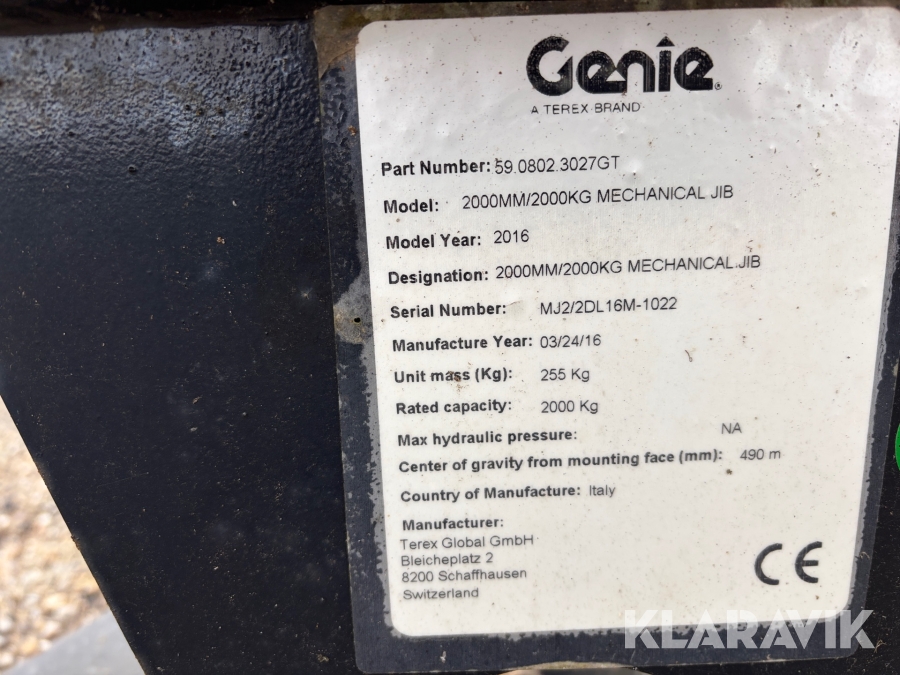 Genie
A TEREX BRAND
Part Number: 59.0802.3027GT
Model: 2000MM/2000KG MECHANICAL JIB
Model Year: 2016
Designation: 2000MM/2000KG MECHANICAL JIB
Serial Number: MJ2/2DL16M-1022
Manufacture Year: 03/24/16
Unit mass (Kg): 255 Kg
Rated capacity: 2000 Kg
Max hydraulic pressure: NA
Center of gravity from mounting face (mm): 490 m
Country of Manufacture: Italy
Manufacturer:
Terex Global GmbH
Bleicheplatz 2
8200 Schaffhausen
Switzerland
CE
KLARAVIK